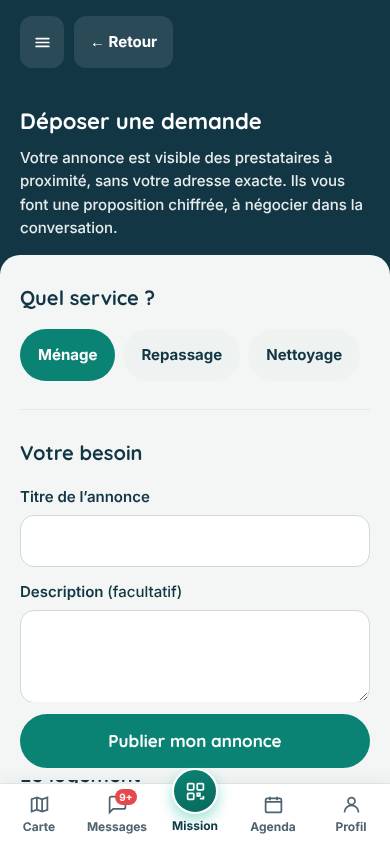 ← Retour
Déposer une demande
Votre annonce est visible des prestataires à
proximité, sans votre adresse exacte. Ils vous
font une proposition chiffrée, à négocier dans la
conversation.
Quel service ?
Ménage Repassage Nettoyage
Votre besoin
Titre de l’annonce
Description (facultatif)
Publier mon annonce
Le logement
9+
Carte Messages Mission Agenda Profil